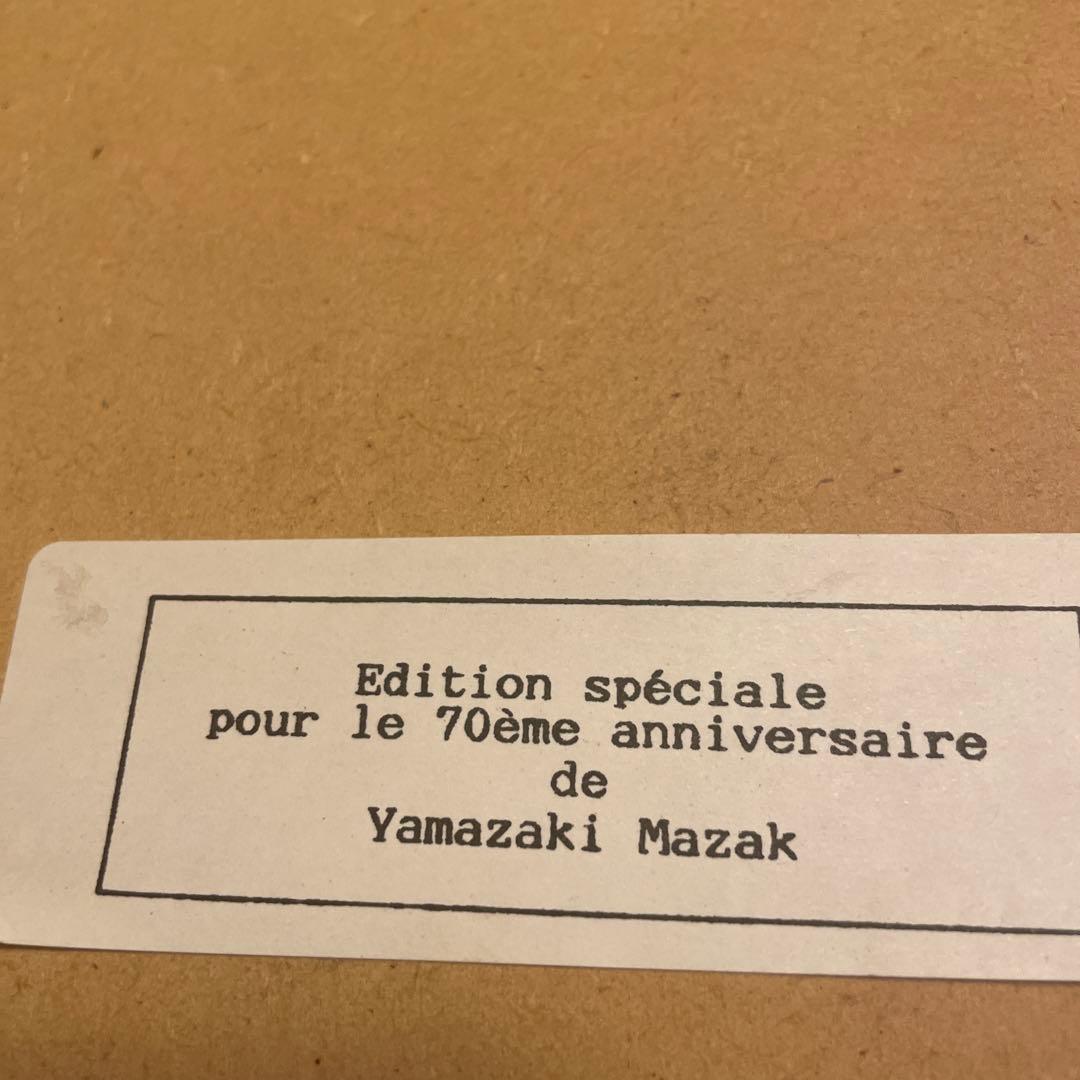 Edition spéciale
pour le 70ème anniversaire
de
Yamazaki Mazak